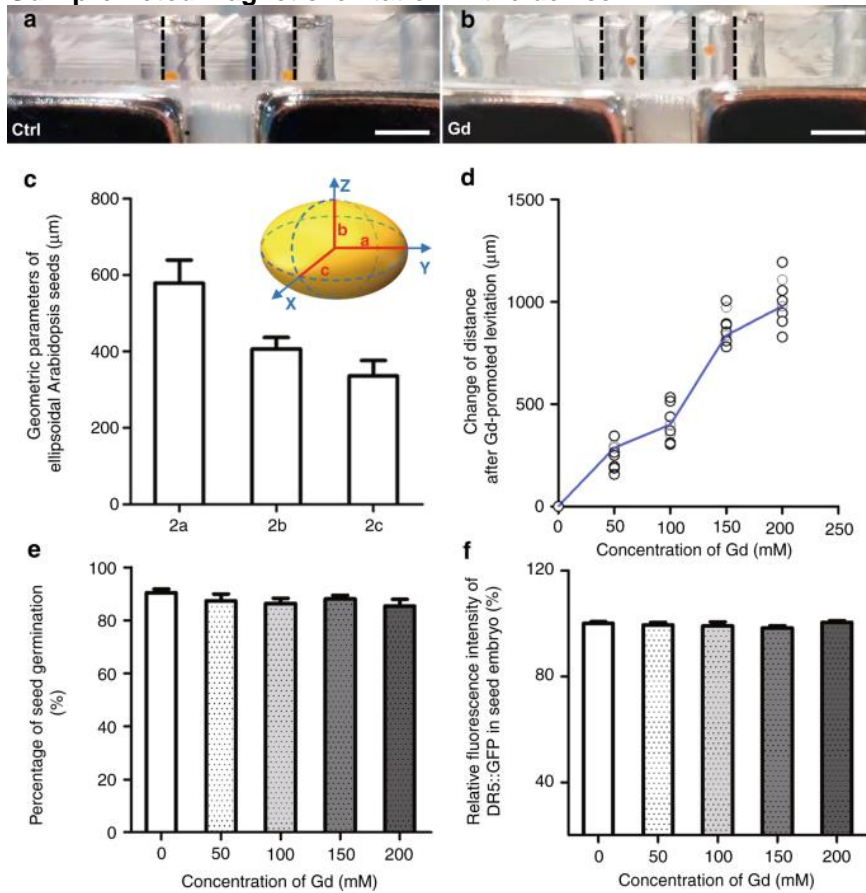 a
b
Ctrl
Gd
c
Geometric parameters of
ellipsoidal Arabidopsis seeds (μm)
800
600
400
200
0
2a
2b
2c
Z
b
a
c
Y
X
d
Change of distance
after Gd-promoted levitation (μm)
1500
1000
500
0
0
50
100
150
200
250
Concentration of Gd (mM)
e
Percentage of seed germination
(%)
100
80
60
40
20
0
0
50
100
150
200
Concentration of Gd (mM)
f
Relative fluorescence intensity of
DR5::GFP in seed embryo (%)
120
100
80
60
40
0
50
100
150
200
Concentration of Gd (mM)